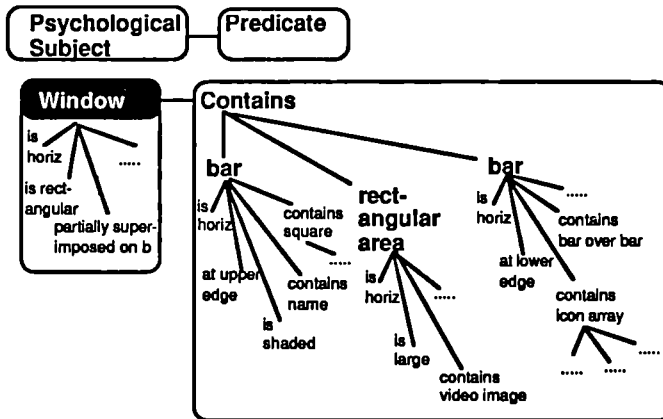 Psychological
Subject
Predicate
Window
is
horiz
.....
is rect-
angular
partially super-
imposed on b
Contains
bar
is
horiz
contains
square
.....
at upper
edge
contains
name
is
shaded
rect-
angular
area
is
horiz
.....
is
large
contains
video image
bar
is
horiz
.....
contains
bar over bar
at lower
edge
contains
icon array
.....
.....
.....